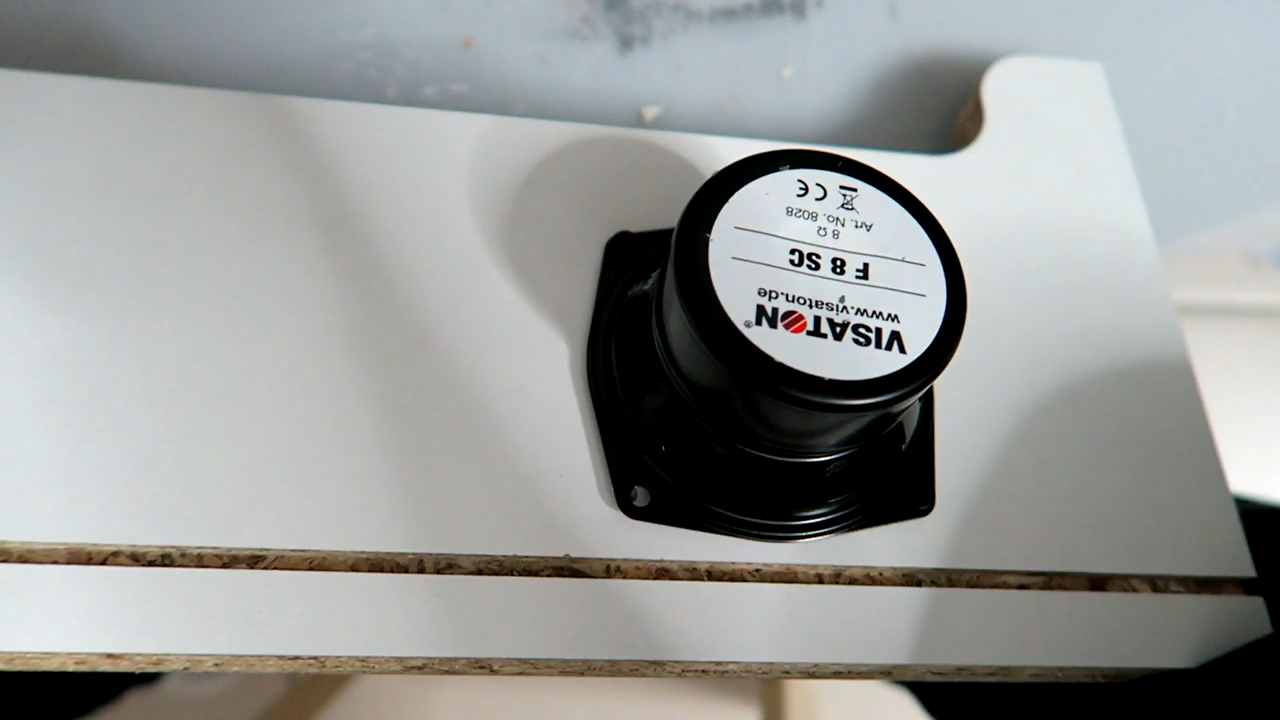 VISATON®
www.visaton.de
F 8 SC
8 Ω
Art. No. 8028
CE